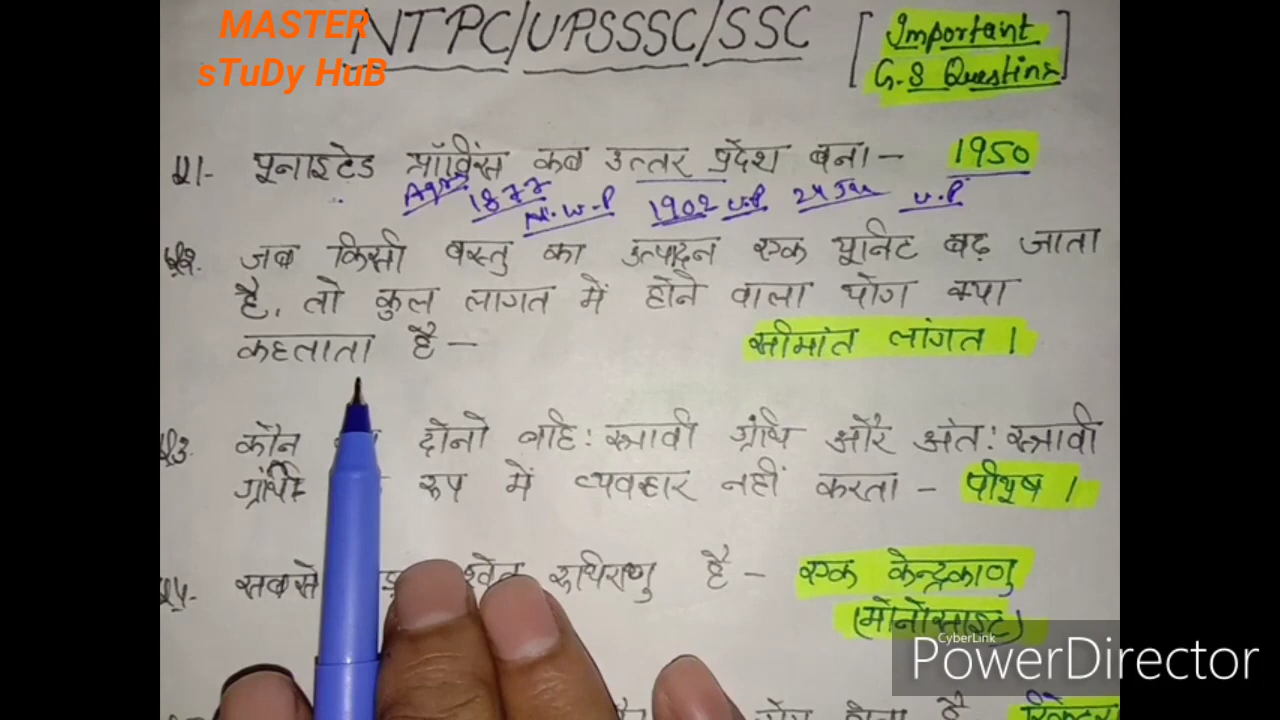 MASTER
sTuDy HuB
NTPC/UPSSSC/SSC
[Important
G.S Questins]
Q1- यूनाइटेड प्रॉविंस कब उत्तर प्रदेश बना - 1950
Agra 1877 N.W.P 1902 U.P 24 Jan U.P
Q2. जब किसी वस्तु का उत्पादन एक यूनिट बढ़ जाता
है, तो कुल लागत में होने वाला योग क्या
कहलाता है - सीमांत लागत।
Q3 कौन दोनो बहि: स्त्रावी ग्रंथि और अंत: स्त्रावी
ग्रंथि रूप में व्यवहार नहीं करता - पीयूष।
Q4. सबसे श्वेत रुधिराणु है - एक केन्द्रकाणु
(मोनोसाइट)
CyberLink
PowerDirector
होता है